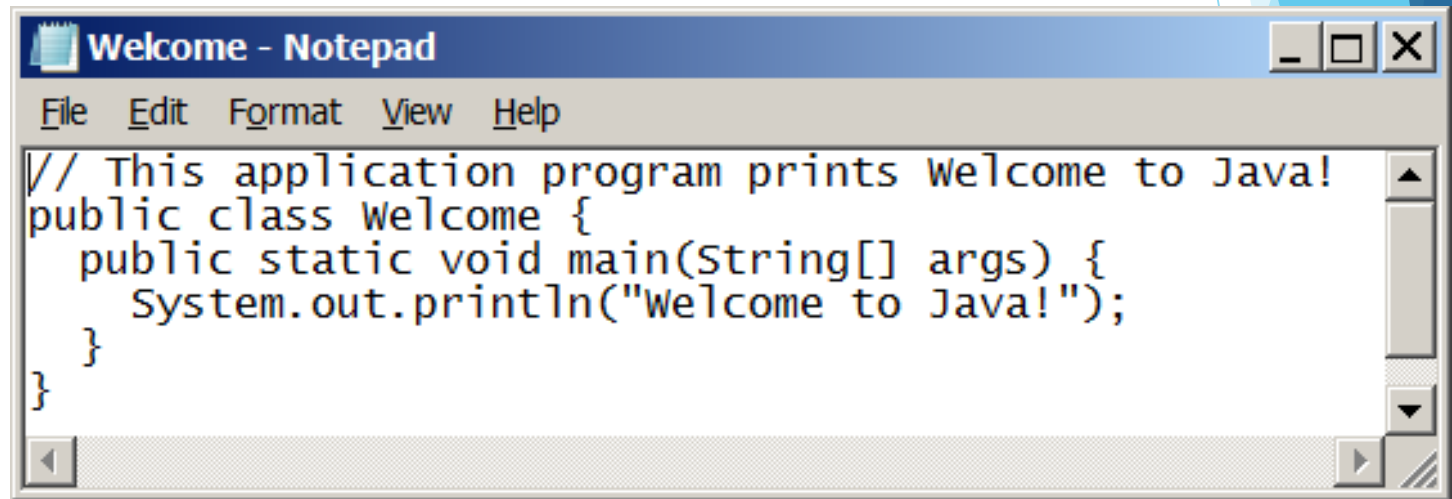 Welcome - Notepad
File Edit Format View Help
// This application program prints Welcome to Java!
public class Welcome {
  public static void main(String[] args) {
    System.out.println("Welcome to Java!");
  }
}